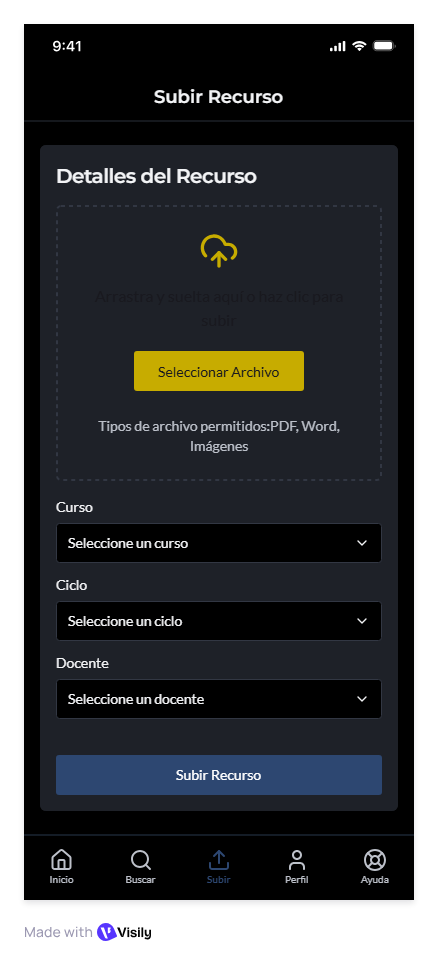 9:41
Subir Recurso
Detalles del Recurso
Arrastra y suelta aquí o haz clic para
subir
Seleccionar Archivo
Tipos de archivo permitidos:PDF, Word,
Imágenes
Curso
Seleccione un curso
Ciclo
Seleccione un ciclo
Docente
Seleccione un docente
Subir Recurso
Inicio
Buscar
Subir
Perfil
Ayuda
Made with Visily